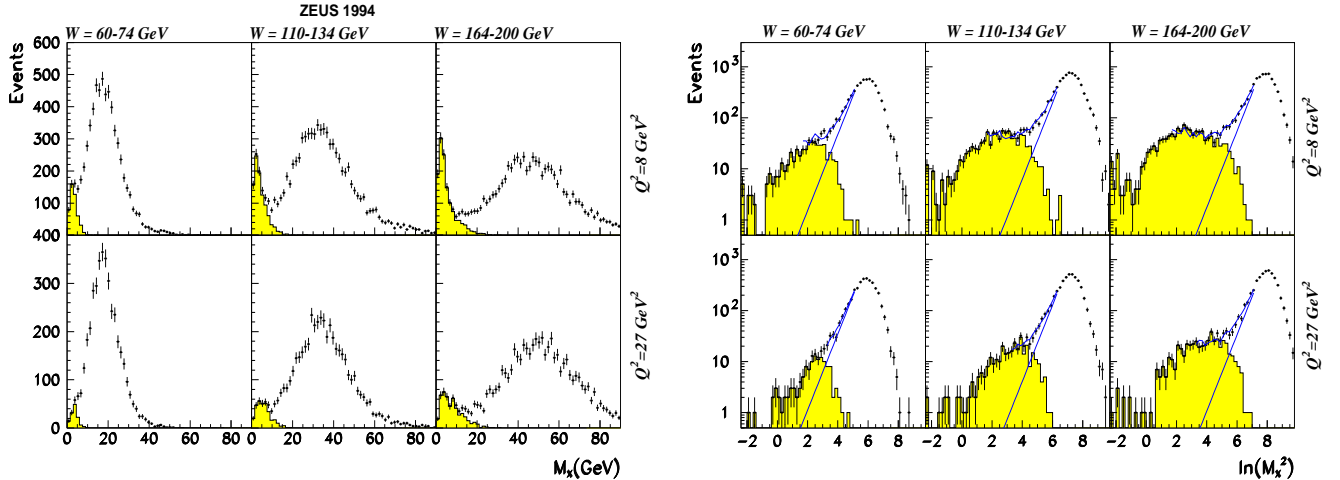 ZEUS 1994
W = 60-74 GeV W = 110-134 GeV W = 164-200 GeV
Events
600
500
400
300
200
100
400
300
200
100
0
0 20 40 60 80 0 20 40 60 80 0 20 40 60 80
M_x(GeV)
Q²=8 GeV²
Q²=27 GeV²
W = 60-74 GeV W = 110-134 GeV W = 164-200 GeV
Events
10³
10²
10
1
10³
10²
10
1
-2 0 2 4 6 8 -2 0 2 4 6 8 -2 0 2 4 6 8
ln(M_x²)
Q²=8 GeV²
Q²=27 GeV²